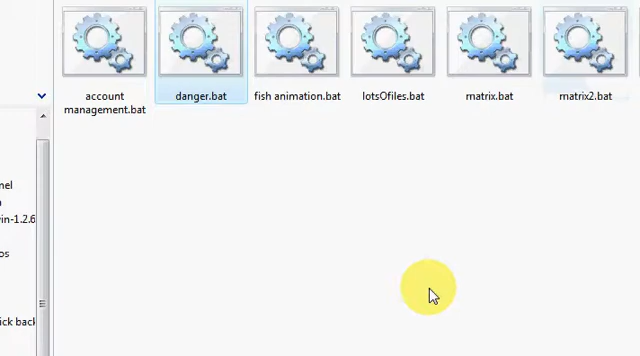 account
management.bat
danger.bat
fish animation.bat
lotsOfiles.bat
matrix.bat
matrix2.bat
nel
win-1.2.6
os
ick back